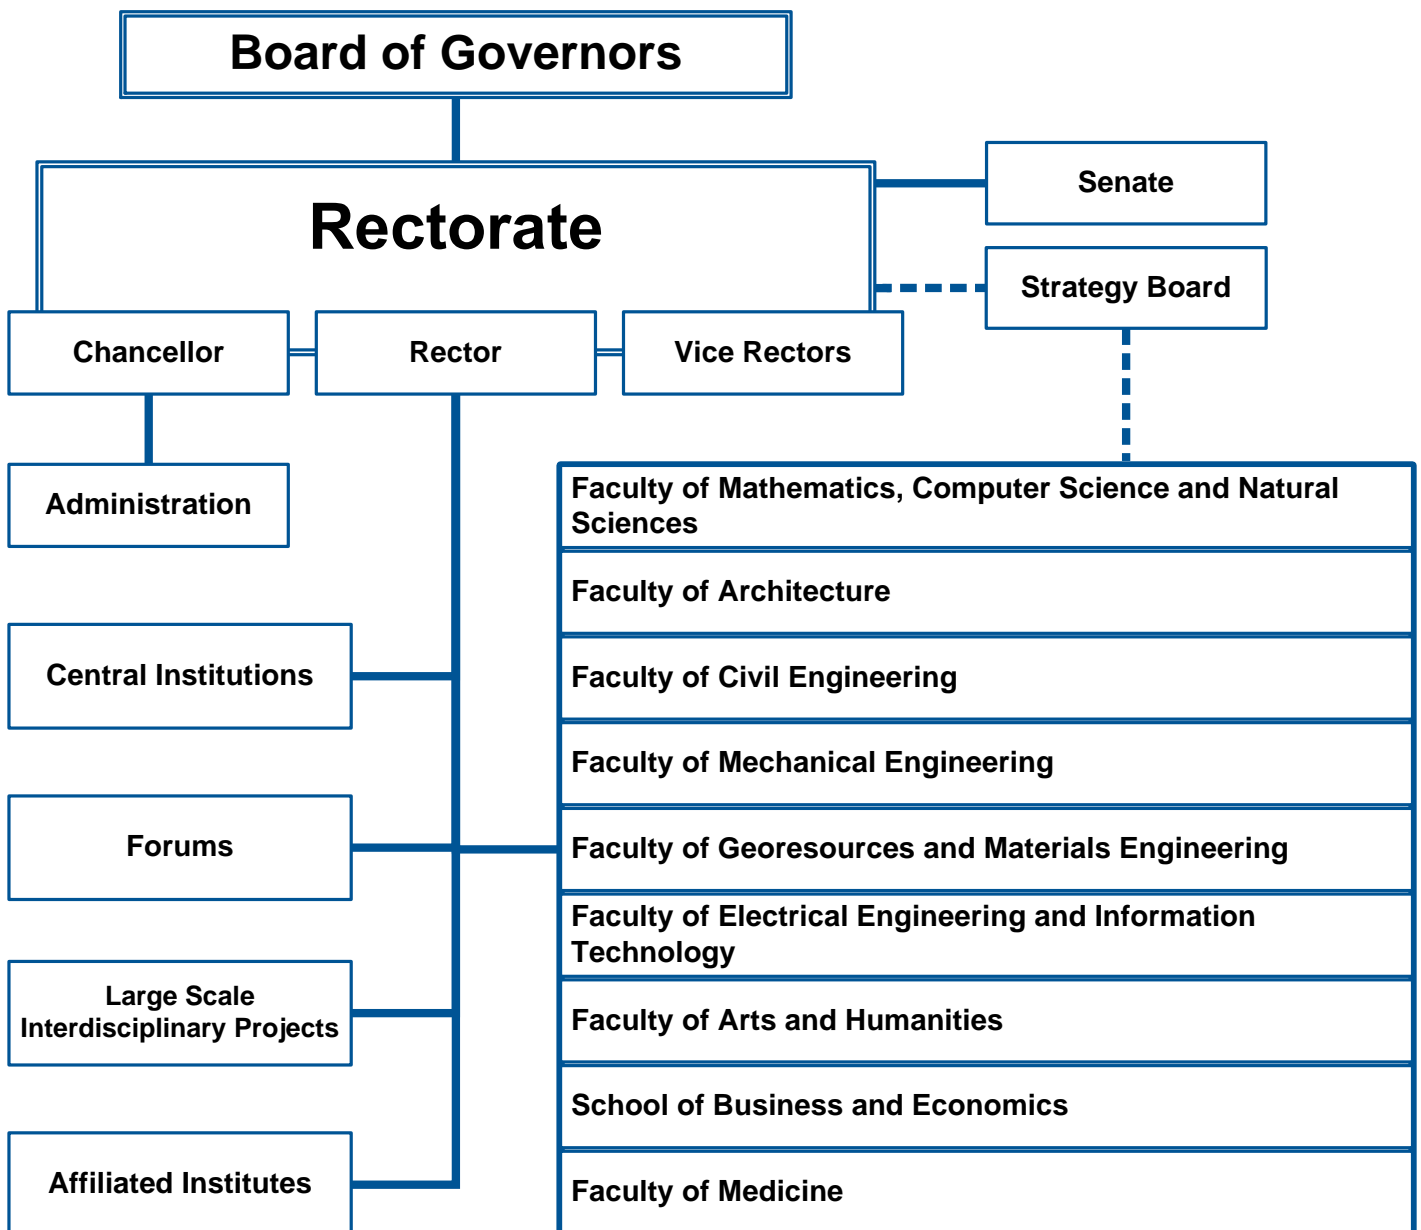 Board of Governors
Rectorate
Senate
Strategy Board
Chancellor
Rector
Vice Rectors
Administration
Central Institutions
Forums
Large Scale
Interdisciplinary Projects
Affiliated Institutes
Faculty of Mathematics, Computer Science and Natural
Sciences
Faculty of Architecture
Faculty of Civil Engineering
Faculty of Mechanical Engineering
Faculty of Georesources and Materials Engineering
Faculty of Electrical Engineering and Information
Technology
Faculty of Arts and Humanities
School of Business and Economics
Faculty of Medicine